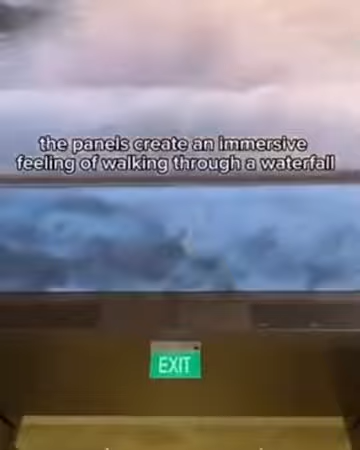 the panels create an immersive
feeling of walking through a waterfall
EXIT